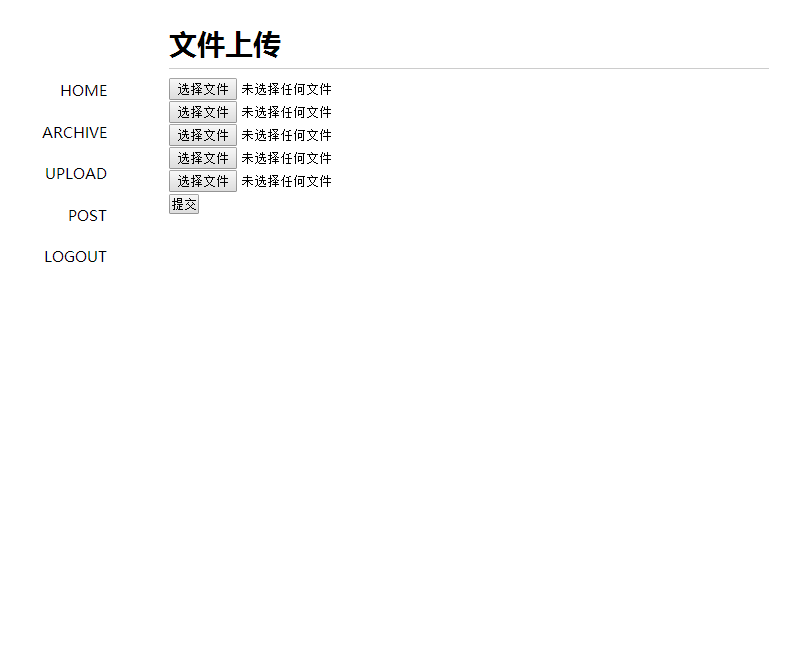 文件上传
HOME
ARCHIVE
UPLOAD
POST
LOGOUT
选择文件 未选择任何文件
选择文件 未选择任何文件
选择文件 未选择任何文件
选择文件 未选择任何文件
选择文件 未选择任何文件
提交